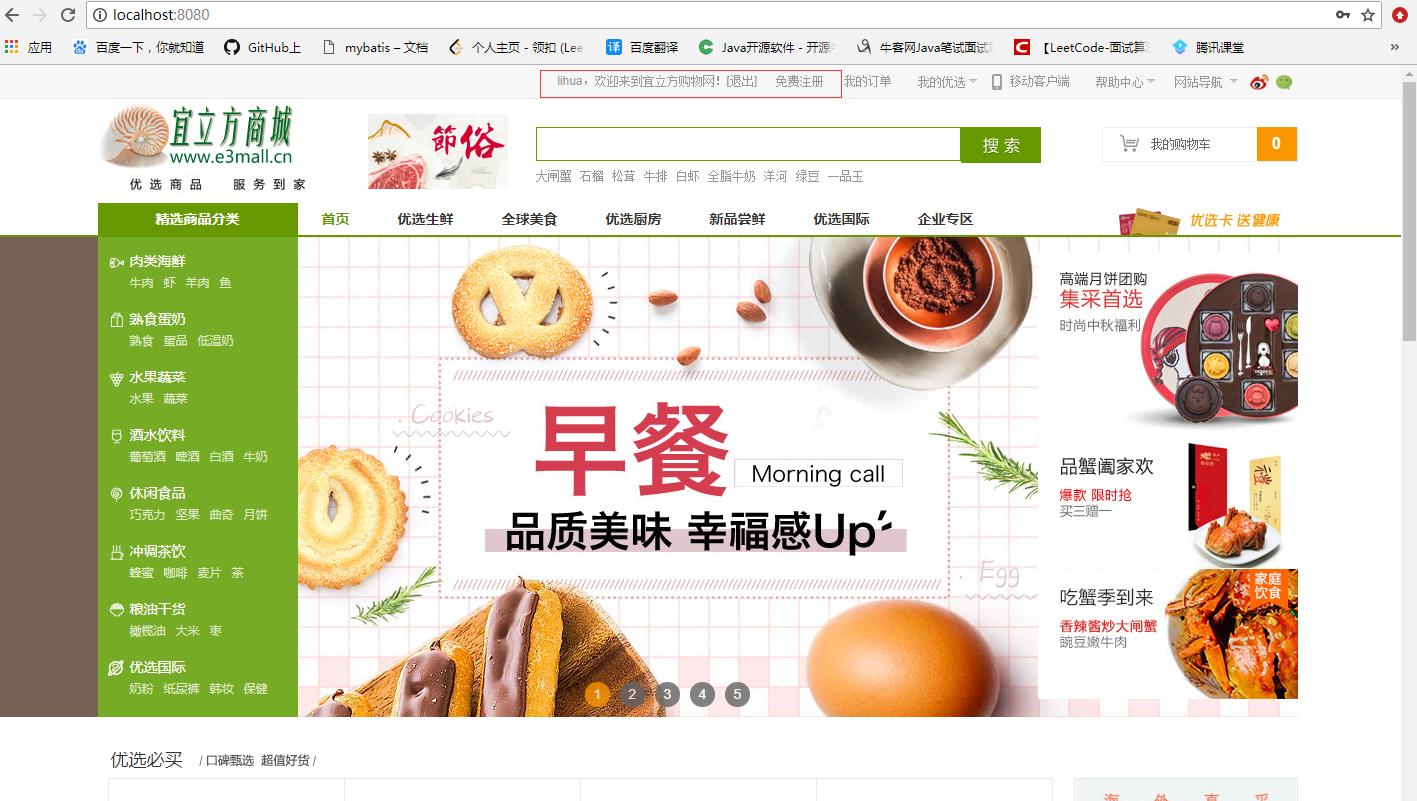 localhost:8080
应用 百度一下，你就知道 GitHub上 mybatis – 文档 个人主页 - 领扣 (Lee 百度翻译 Java开源软件 - 开源 牛客网Java笔试面试 【LeetCode-面试算 腾讯课堂 »
lihua，欢迎来到宜立方购物网！[退出] 免费注册 我的订单 我的优选 移动客户端 帮助中心 网站导航
宜立方商城
www.e3mall.cn
优选商品 服务到家
節俗
搜 索
我的购物车 0
大闸蟹 石榴 松茸 牛排 白虾 全脂牛奶 洋河 绿豆 一品玉
精选商品分类 首页 优选生鲜 全球美食 优选厨房 新品尝鲜 优选国际 企业专区 优选卡 送健康
肉类海鲜
牛肉 虾 羊肉 鱼
熟食蛋奶
熟食 蛋品 低温奶
水果蔬菜
水果 蔬菜
酒水饮料
葡萄酒 啤酒 白酒 牛奶
休闲食品
巧克力 坚果 曲奇 月饼
冲调茶饮
蜂蜜 咖啡 麦片 茶
粮油干货
橄榄油 大米 枣
优选国际
奶粉 纸尿裤 韩妆 保健
. Cookies
早餐
Morning call
品质美味 幸福感Up
. Egg
1 2 3 4 5
高端月饼团购
集采首选
时尚中秋福利
品蟹阖家欢
爆款 限时抢
买三赠一
家庭
饮食
吃蟹季到来
香辣酱炒大闸蟹
豌豆嫩牛肉
优选必买 / 口碑甄选 超值好货 /
海 外 直 采